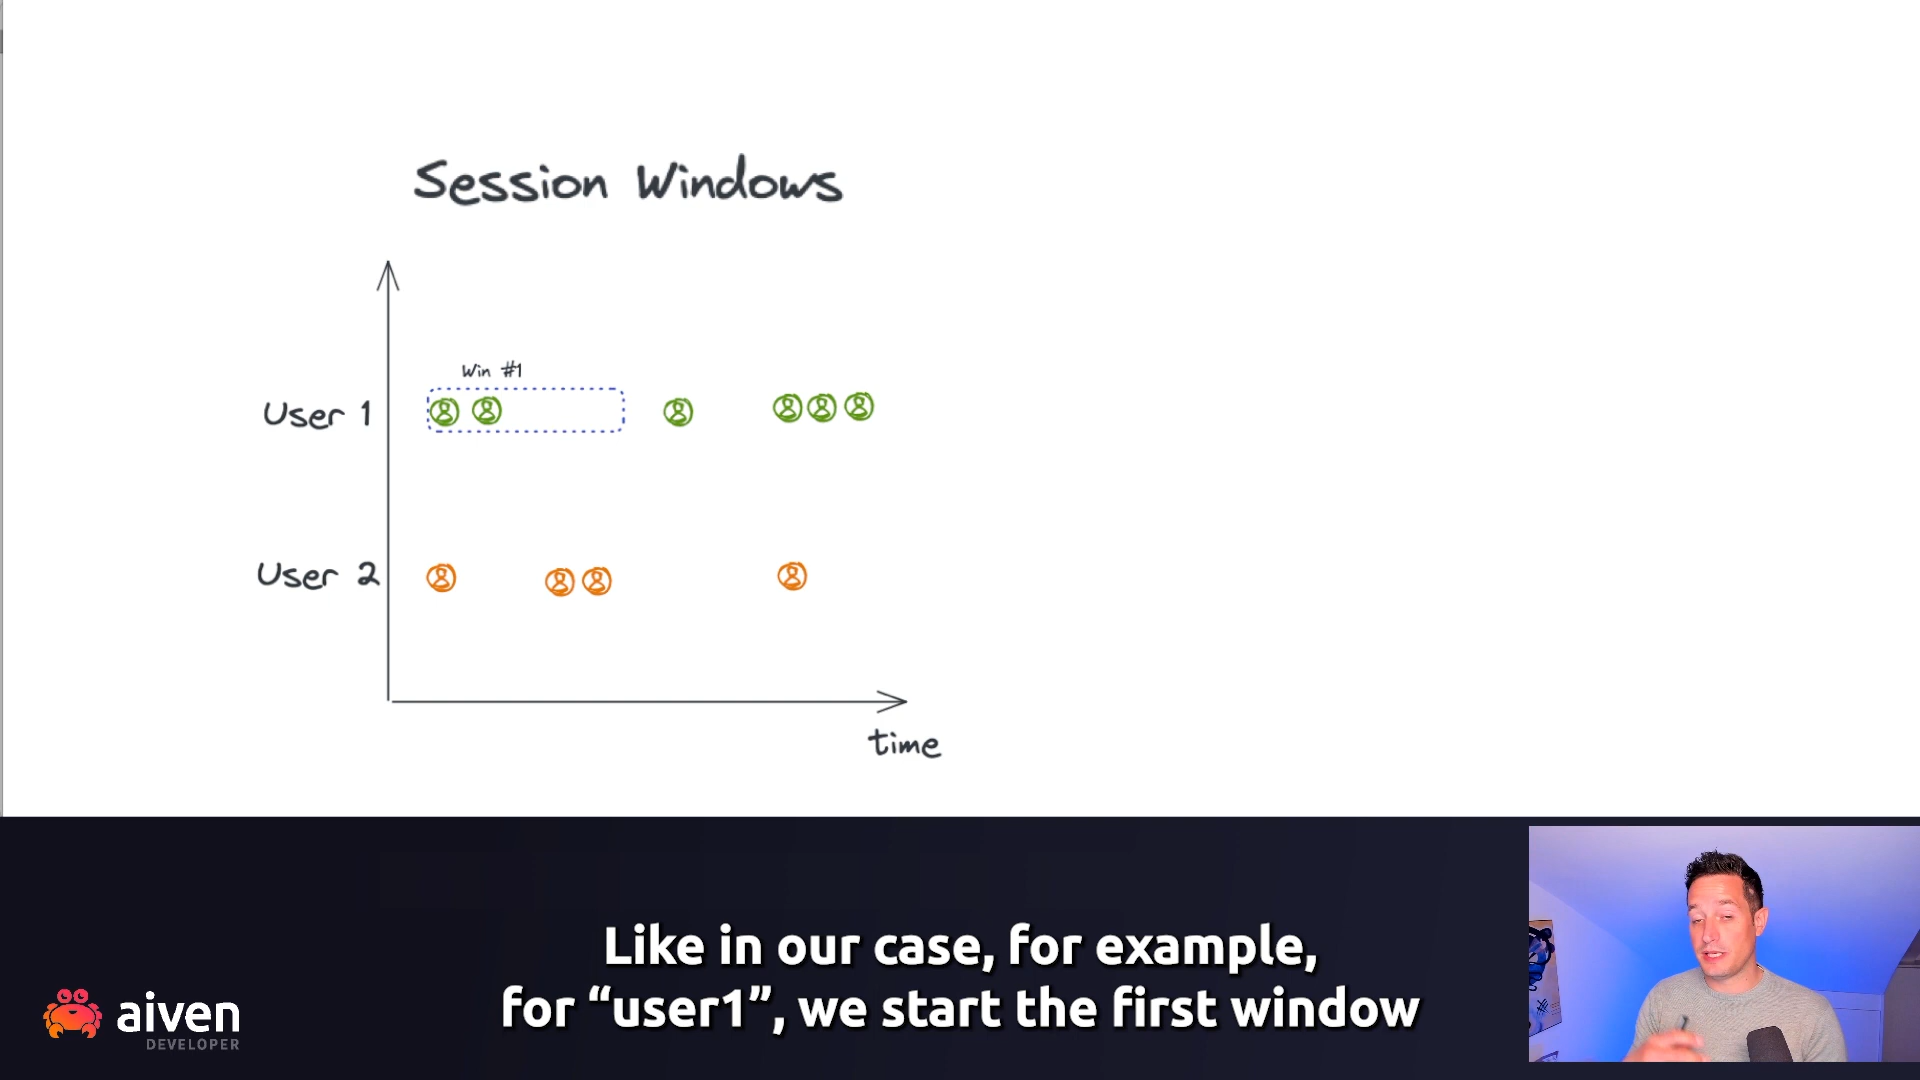 Session Windows
Win #1
User 1
User 2
time
Like in our case, for example,
for “user1”, we start the first window
aiven
DEVELOPER